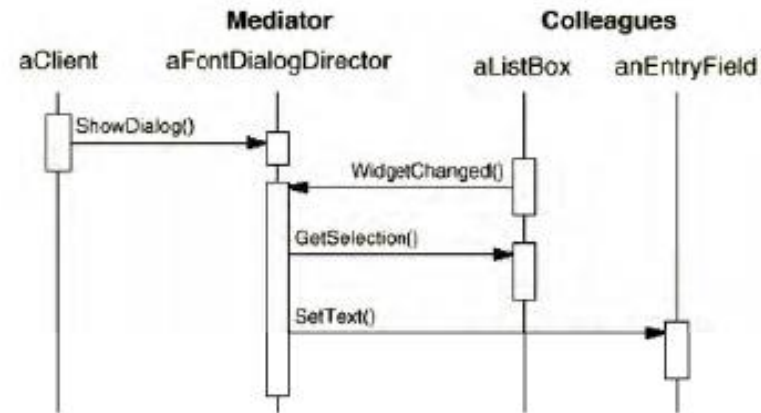 Mediator Colleagues
aClient aFontDialogDirector aListBox anEntryField
ShowDialog()
WidgetChanged()
GetSelection()
SetText()